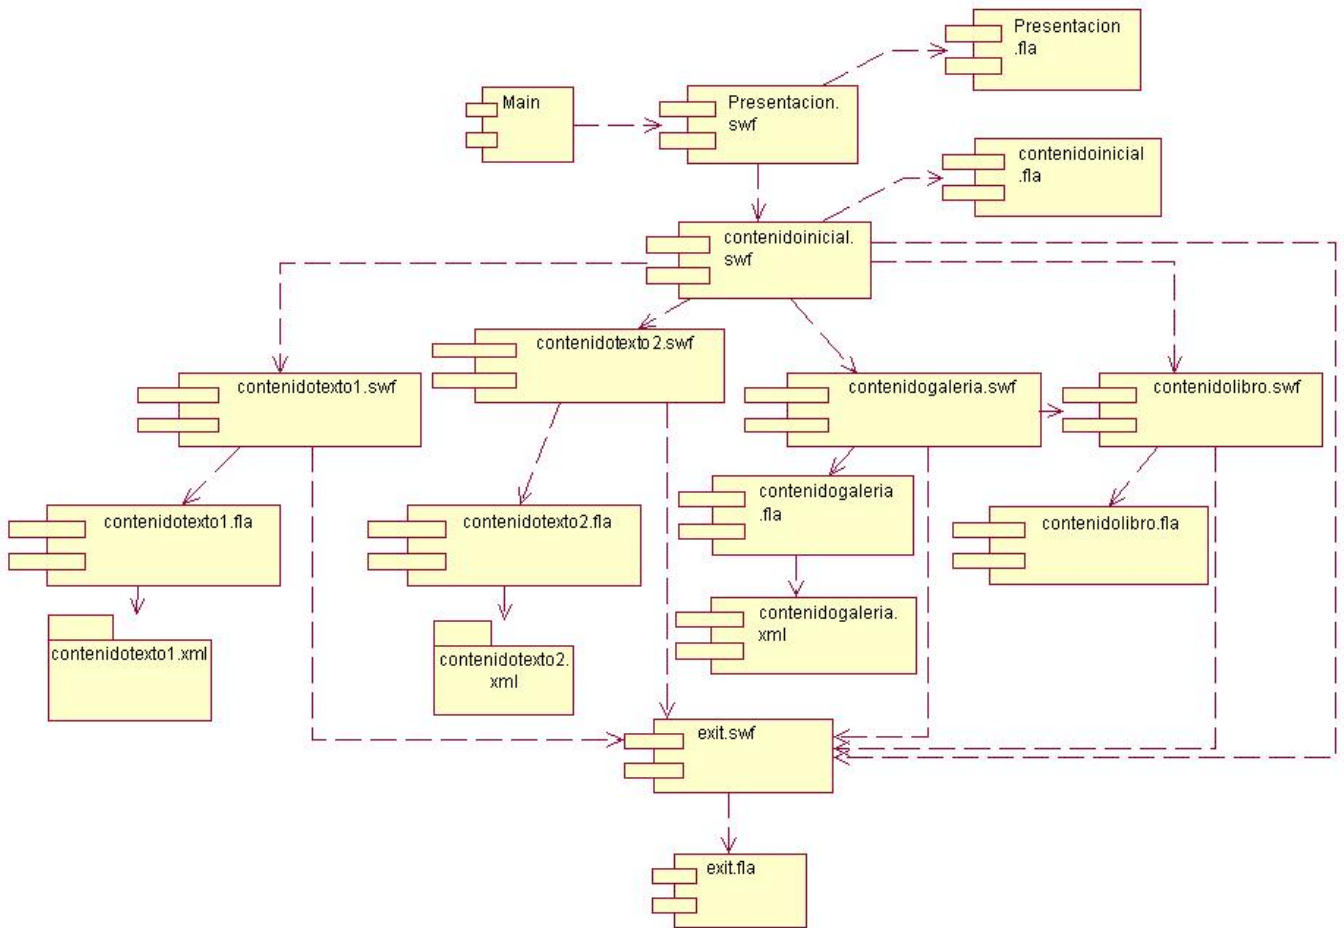 Presentacion
.fla
Main
Presentacion.
swf
contenidoinicial
.fla
contenidoinicial.
swf
contenidotexto2.swf
contenidotexto1.swf
contenidogaleria.swf
contenidolibro.swf
contenidogaleria
.fla
contenidotexto1.fla
contenidotexto2.fla
contenidolibro.fla
contenidogaleria.
xml
contenidotexto1.xml
contenidotexto2.
xml
exit.swf
exit.fla